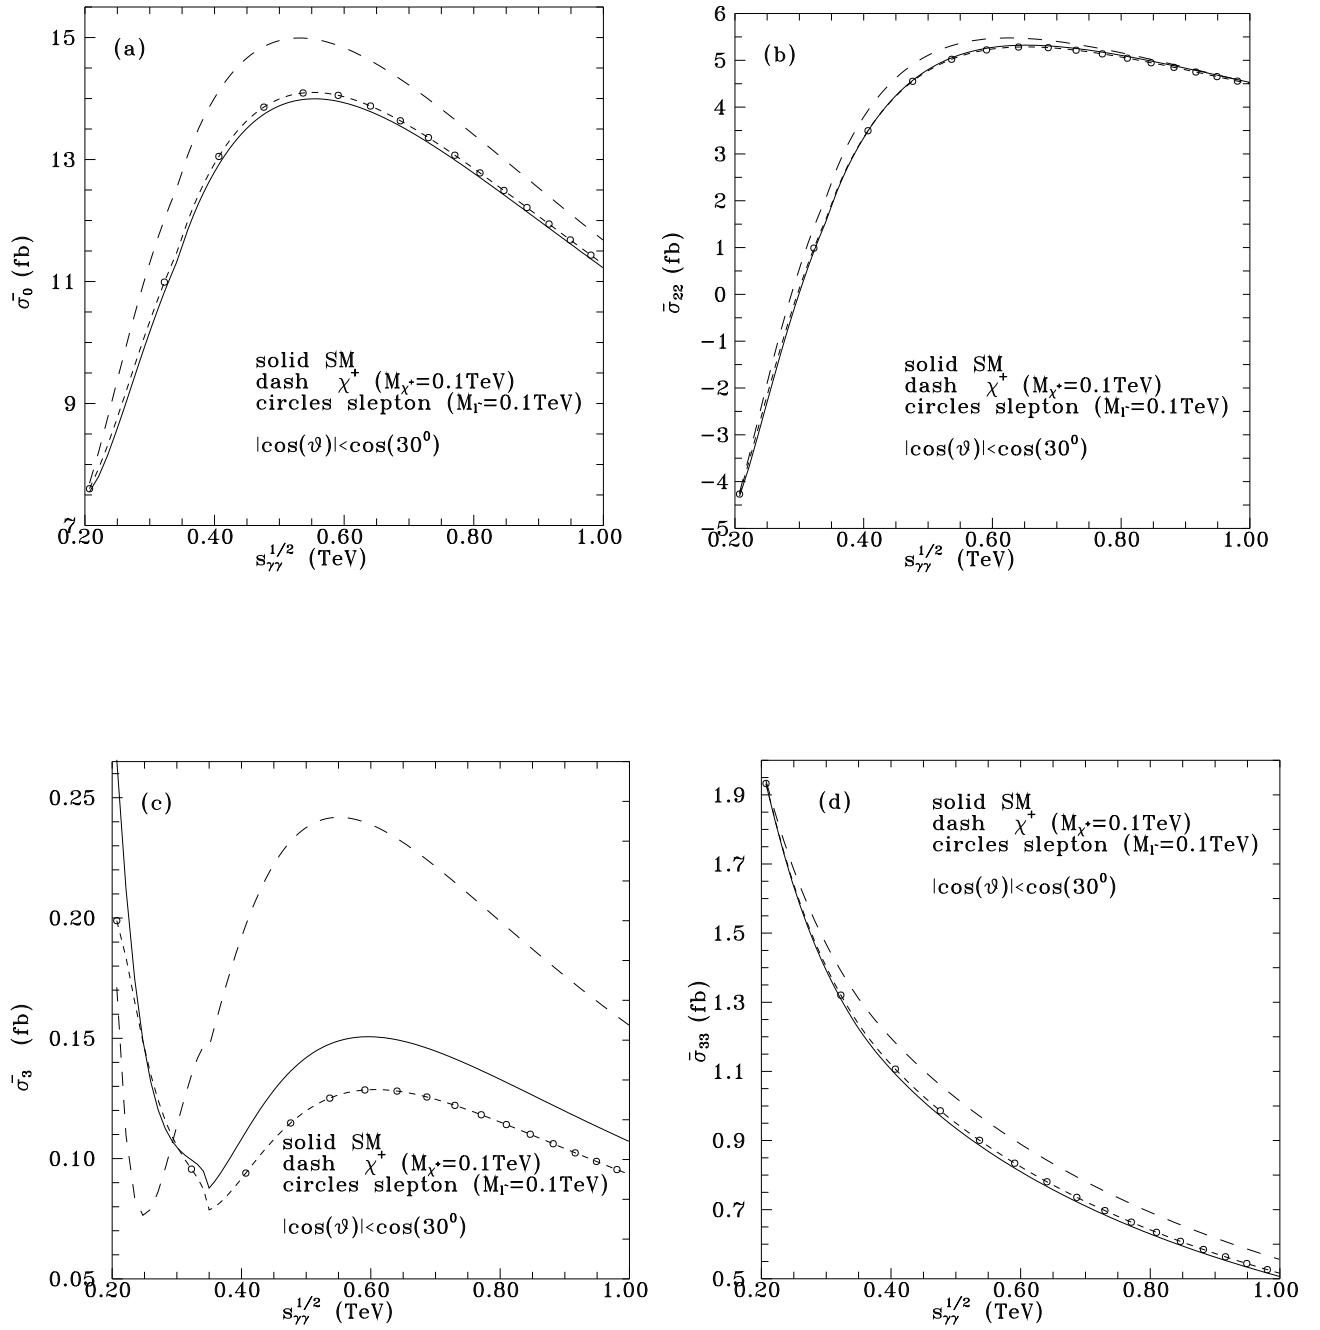 15
13
11
9
7
0.20 0.40 0.60 0.80 1.00
σ̄₀ (fb)
(a)
solid SM
dash χ⁺ (M_χ⁺=0.1TeV)
circles slepton (M_l~=0.1TeV)
|cos(ϑ)|<cos(30⁰)
s_γγ^1/2 (TeV)
6
5
4
3
2
1
0
−1
−2
−3
−4
−5
0.20 0.40 0.60 0.80 1.00
σ̄₂₂ (fb)
(b)
solid SM
dash χ⁺ (M_χ⁺=0.1TeV)
circles slepton (M_l~=0.1TeV)
|cos(ϑ)|<cos(30⁰)
s_γγ^1/2 (TeV)
0.25
0.20
0.15
0.10
0.05
0.20 0.40 0.60 0.80 1.00
σ̄₃ (fb)
(c)
solid SM
dash χ⁺ (M_χ⁺=0.1TeV)
circles slepton (M_l~=0.1TeV)
|cos(ϑ)|<cos(30⁰)
s_γγ^1/2 (TeV)
1.9
1.7
1.5
1.3
1.1
0.9
0.7
0.5
0.20 0.40 0.60 0.80 1.00
σ̄₃₃ (fb)
(d)
solid SM
dash χ⁺ (M_χ⁺=0.1TeV)
circles slepton (M_l~=0.1TeV)
|cos(ϑ)|<cos(30⁰)
s_γγ^1/2 (TeV)